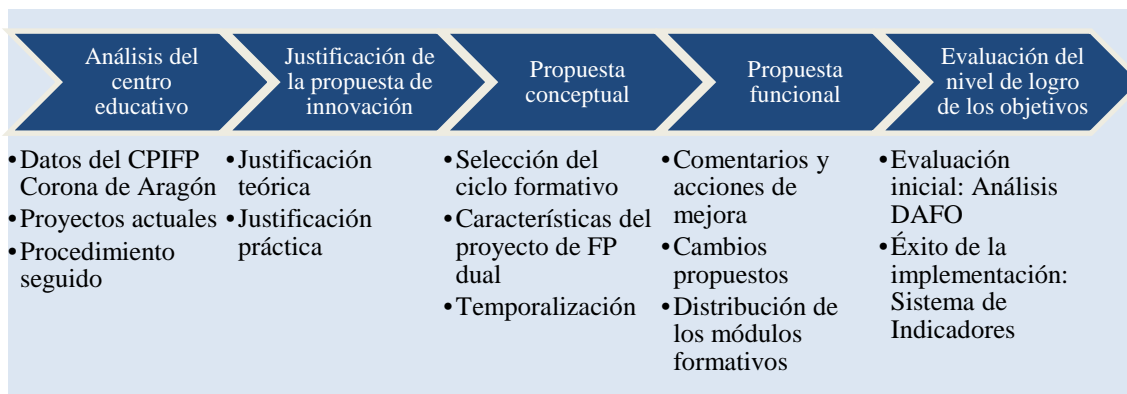 Análisis del
centro
educativo
Justificación de
la propuesta de
innovación
Propuesta
conceptual
Propuesta
funcional
Evaluación del
nivel de logro
de los objetivos
•Datos del CPIFP
Corona de Aragón
•Proyectos actuales
•Procedimiento
seguido
•Justificación
teórica
•Justificación
práctica
•Selección del
ciclo formativo
•Características del
proyecto de FP
dual
•Temporalización
•Comentarios y
acciones de
mejora
•Cambios
propuestos
•Distribución de
los módulos
formativos
•Evaluación
inicial: Análisis
DAFO
•Éxito de la
implementación:
Sistema de
Indicadores